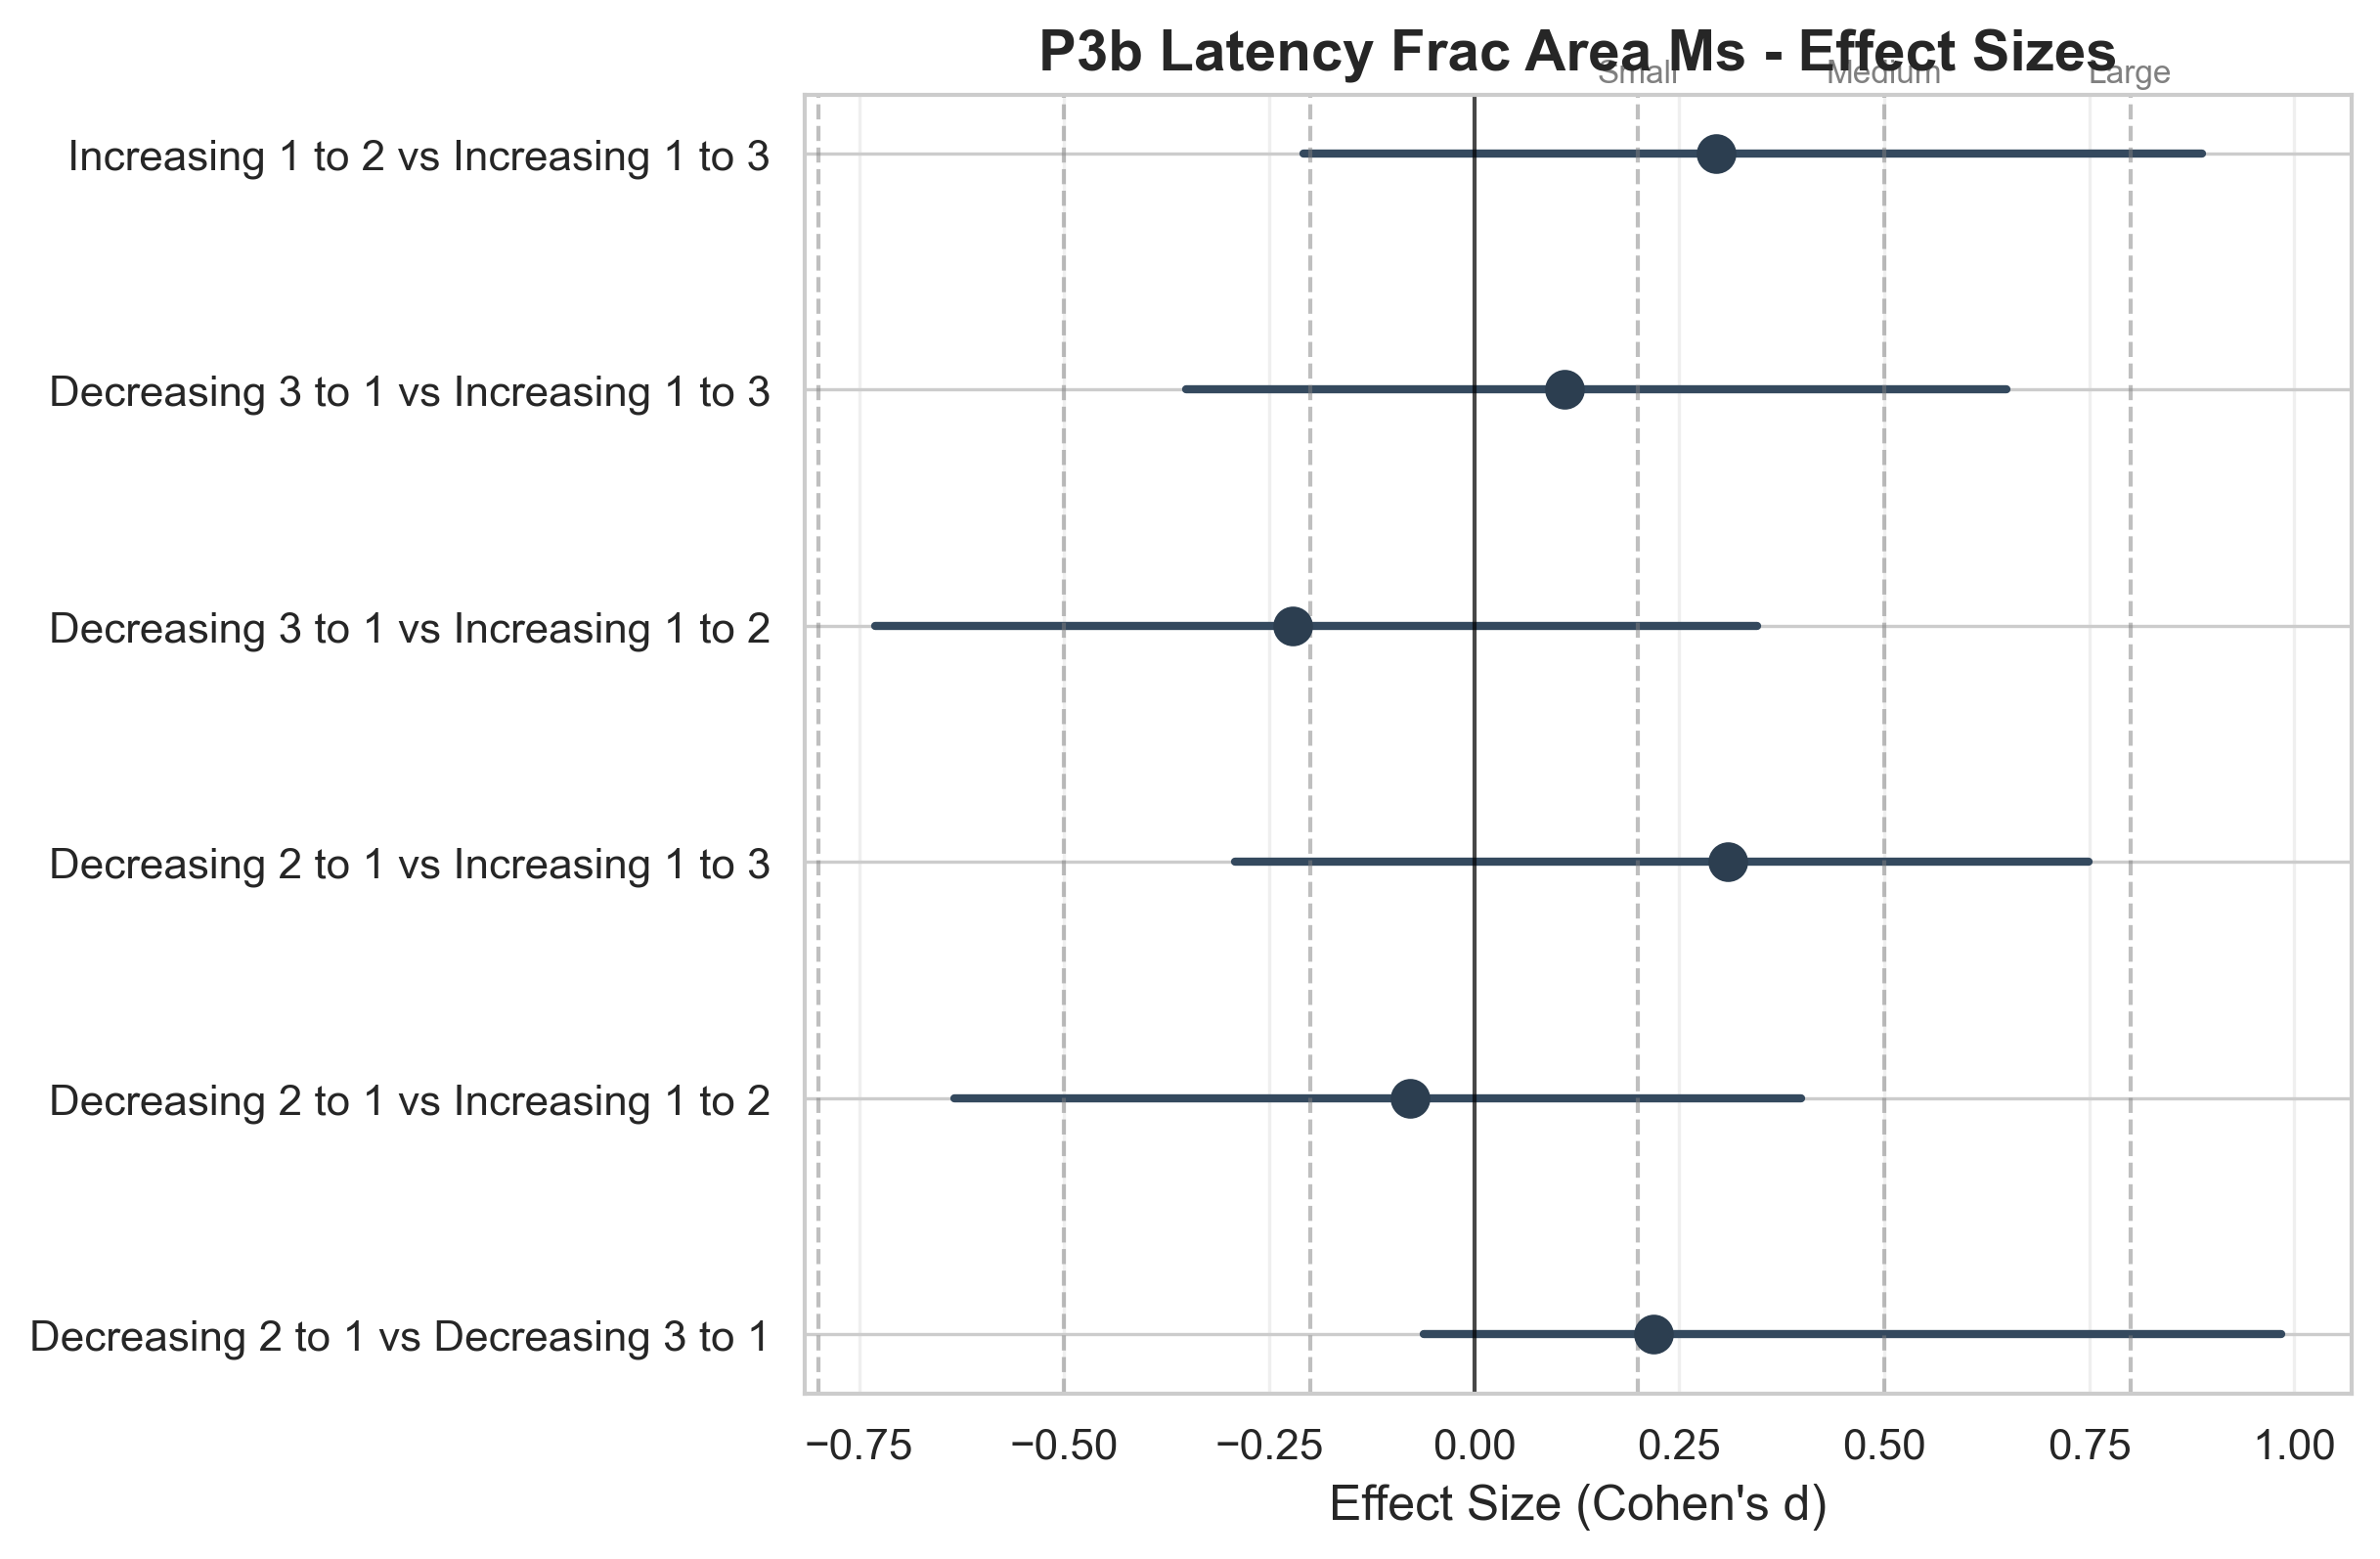 P3b Latency Frac Area Ms - Effect Sizes
Small Medium Large
Increasing 1 to 2 vs Increasing 1 to 3
Decreasing 3 to 1 vs Increasing 1 to 3
Decreasing 3 to 1 vs Increasing 1 to 2
Decreasing 2 to 1 vs Increasing 1 to 3
Decreasing 2 to 1 vs Increasing 1 to 2
Decreasing 2 to 1 vs Decreasing 3 to 1
−0.75 −0.50 −0.25 0.00 0.25 0.50 0.75 1.00
Effect Size (Cohen's d)